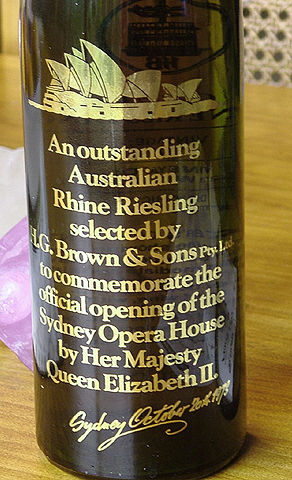 An outstanding
Australian
Rhine Riesling
selected by
H.G. Brown & Sons Pty. Ltd.
to commemorate the
official opening of the
Sydney Opera House
by Her Majesty
Queen Elizabeth II.
Sydney October 20th 1973